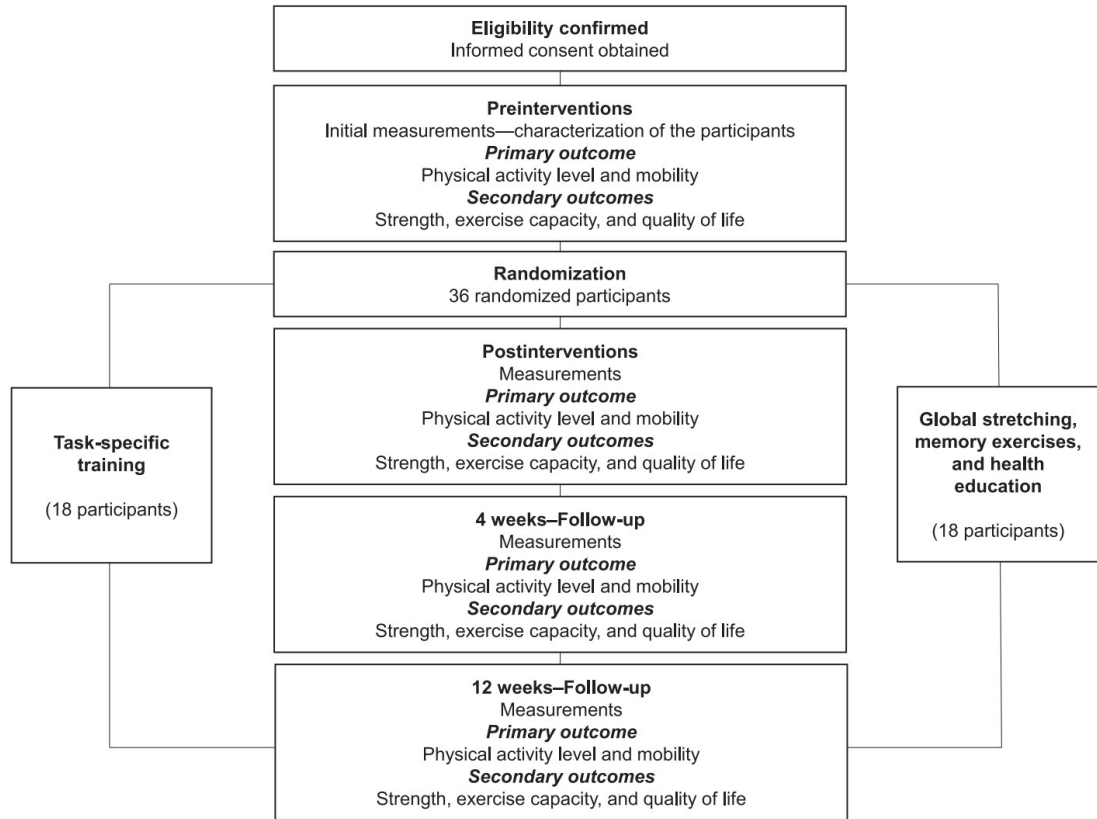 Eligibility confirmed
Informed consent obtained
Preinterventions
Initial measurements—characterization of the participants
Primary outcome
Physical activity level and mobility
Secondary outcomes
Strength, exercise capacity, and quality of life
Randomization
36 randomized participants
Task-specific
training
(18 participants)
Postinterventions
Measurements
Primary outcome
Physical activity level and mobility
Secondary outcomes
Strength, exercise capacity, and quality of life
Global stretching,
memory exercises,
and health
education
(18 participants)
4 weeks–Follow-up
Measurements
Primary outcome
Physical activity level and mobility
Secondary outcomes
Strength, exercise capacity, and quality of life
12 weeks–Follow-up
Measurements
Primary outcome
Physical activity level and mobility
Secondary outcomes
Strength, exercise capacity, and quality of life